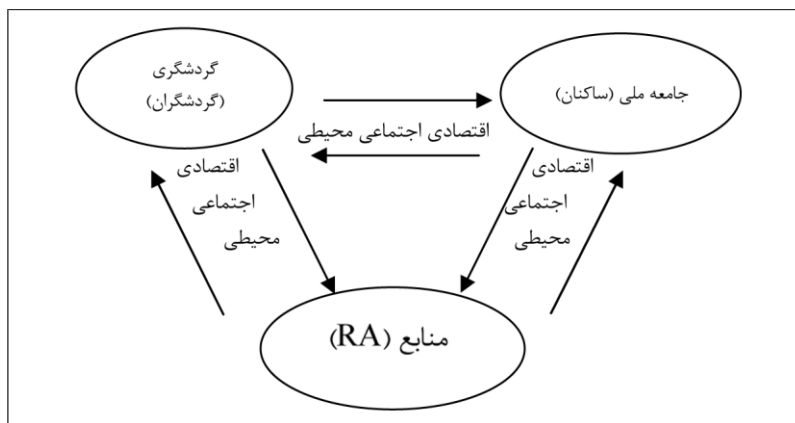 گردشگری
(گردشگران)
جامعه ملی (ساکنان)
اقتصادی اجتماعی محیطی
اقتصادی
اجتماعی
محیطی
اقتصادی
اجتماعی
محیطی
منابع (RA)